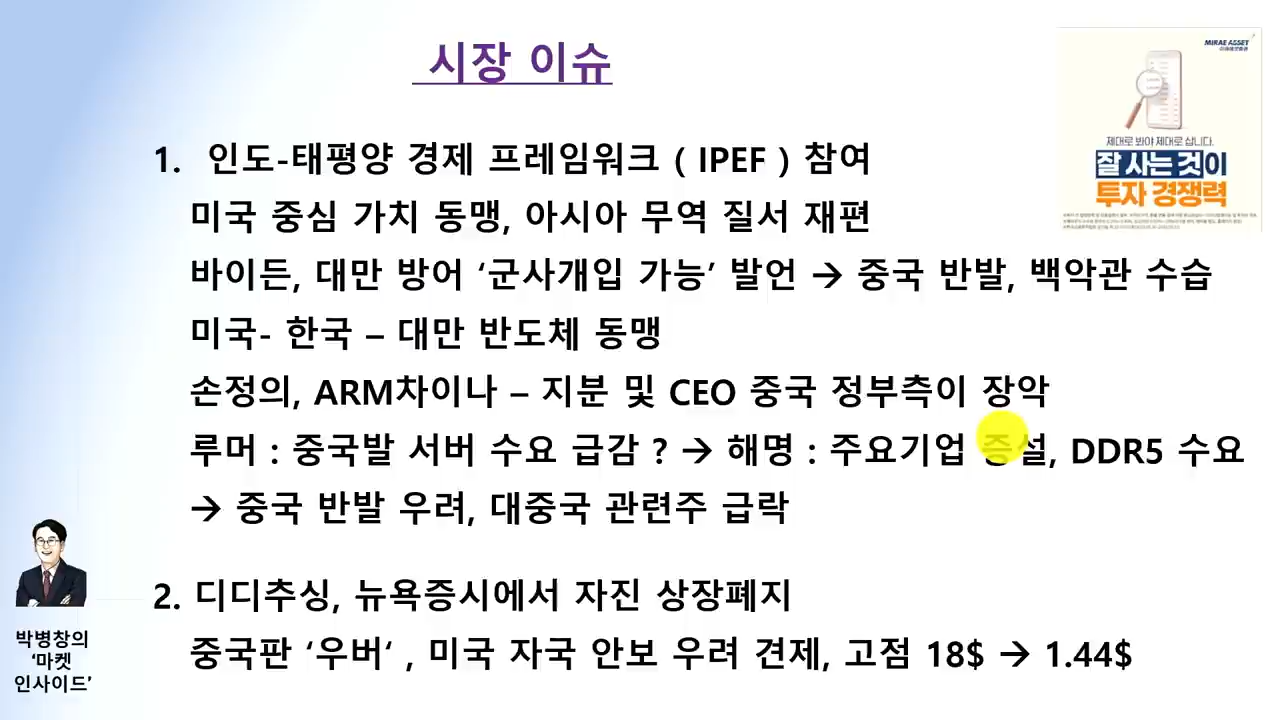 시장 이슈
MIRAE ASSET
미래에셋증권
제대로 봐야 제대로 삽니다.
잘 사는 것이
투자 경쟁력
1. 인도-태평양 경제 프레임워크 ( IPEF ) 참여
미국 중심 가치 동맹, 아시아 무역 질서 재편
바이든, 대만 방어 ‘군사개입 가능’ 발언 → 중국 반발, 백악관 수습
미국- 한국 – 대만 반도체 동맹
손정의, ARM차이나 – 지분 및 CEO 중국 정부측이 장악
루머 : 중국발 서버 수요 급감 ? → 해명 : 주요기업 증설, DDR5 수요
→ 중국 반발 우려, 대중국 관련주 급락
2. 디디추싱, 뉴욕증시에서 자진 상장폐지
중국판 ‘우버‘ , 미국 자국 안보 우려 견제, 고점 18$ → 1.44$
박병창의
‘마켓
인사이드’